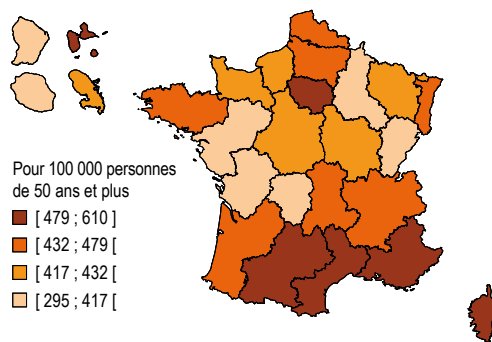 Pour 100 000 personnes
de 50 ans et plus
[ 479 ; 610 ]
[ 432 ; 479 [
[ 417 ; 432 [
[ 295 ; 417 [